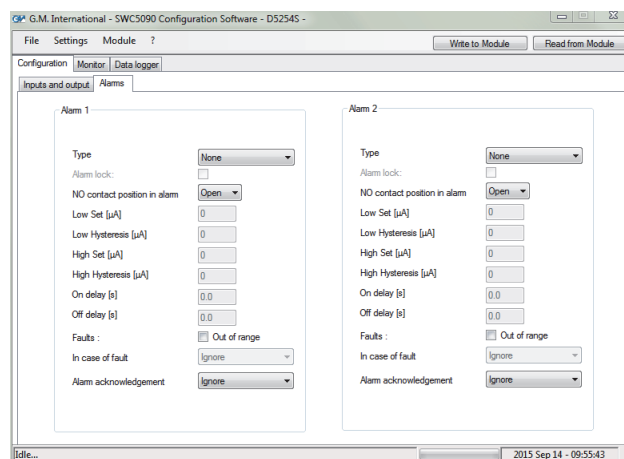 G.M. International - SWC5090 Configuration Software - D5254S -
File Settings Module ? Write to Module Read from Module
Configuration Monitor Data logger
Inputs and output Alarms
Alarm 1
Type None
Alarm lock:
NO contact position in alarm Open
Low Set [µA] 0
Low Hysteresis [µA] 0
High Set [µA] 0
High Hysteresis [µA] 0
On delay [s] 0.0
Off delay [s] 0.0
Faults : Out of range
In case of fault Ignore
Alarm acknowledgement Ignore
Alarm 2
Type None
Alarm lock:
NO contact position in alarm Open
Low Set [µA] 0
Low Hysteresis [µA] 0
High Set [µA] 0
High Hysteresis [µA] 0
On delay [s] 0.0
Off delay [s] 0.0
Faults : Out of range
In case of fault Ignore
Alarm acknowledgement Ignore
Idle... 2015 Sep 14 - 09:55:43